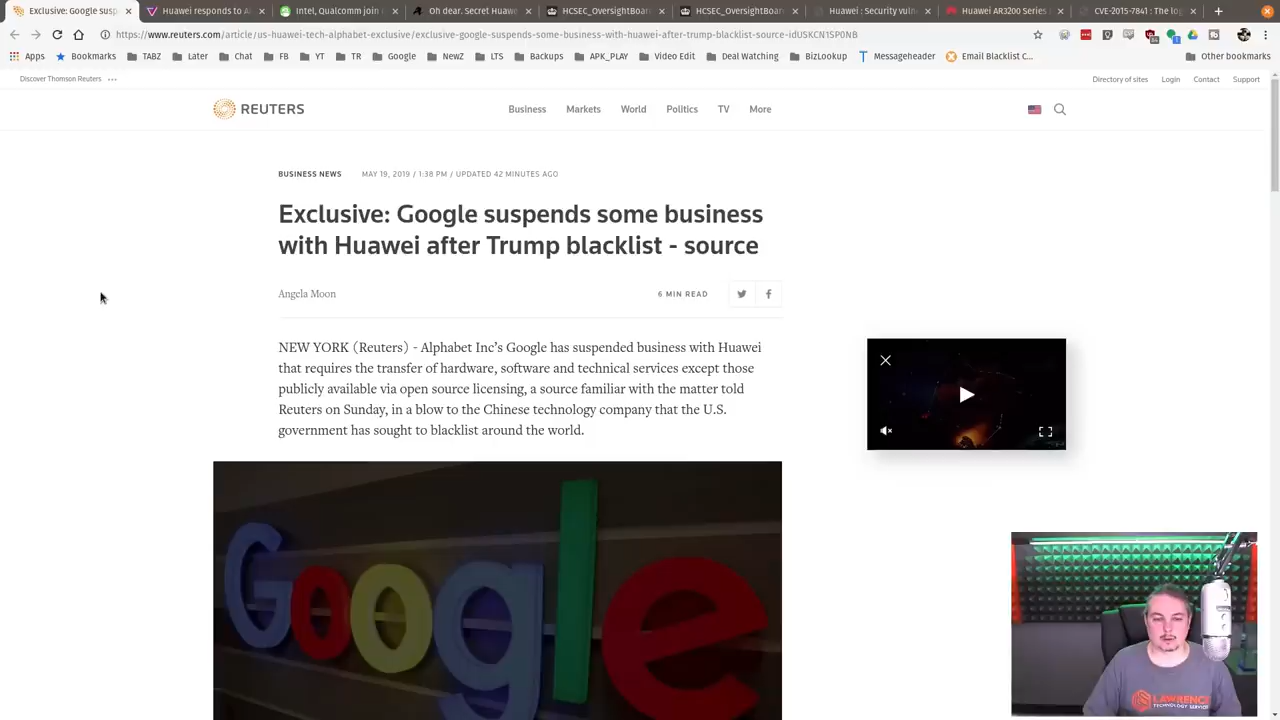 Exclusive: Google susp
Huawei responds to A
Intel, Qualcomm join
Oh dear. Secret Huawe
HCSEC_OversightBoar
HCSEC_OversightBoar
Huawei : Security vuln
Huawei AR3200 Series
CVE-2015-7841 : The lo
https://www.reuters.com/article/us-huawei-tech-alphabet-exclusive/exclusive-google-suspends-some-business-with-huawei-after-trump-blacklist-source-idUSKCN1SP0NB
Apps Bookmarks TABZ Later Chat FB YT TR Google NewZ LTS Backups APK_PLAY Video Edit Deal Watching BizLookup Messageheader Email Blacklist C... Other bookmarks
Discover Thomson Reuters ... Directory of sites Login Contact Support
REUTERS Business Markets World Politics TV More
BUSINESS NEWS MAY 19, 2019 / 1:38 PM / UPDATED 42 MINUTES AGO
Exclusive: Google suspends some business
with Huawei after Trump blacklist - source
Angela Moon 6 MIN READ
NEW YORK (Reuters) - Alphabet Inc’s Google has suspended business with Huawei
that requires the transfer of hardware, software and technical services except those
publicly available via open source licensing, a source familiar with the matter told
Reuters on Sunday, in a blow to the Chinese technology company that the U.S.
government has sought to blacklist around the world.
Google
LAWRENCE
TECHNOLOGY SERVICES